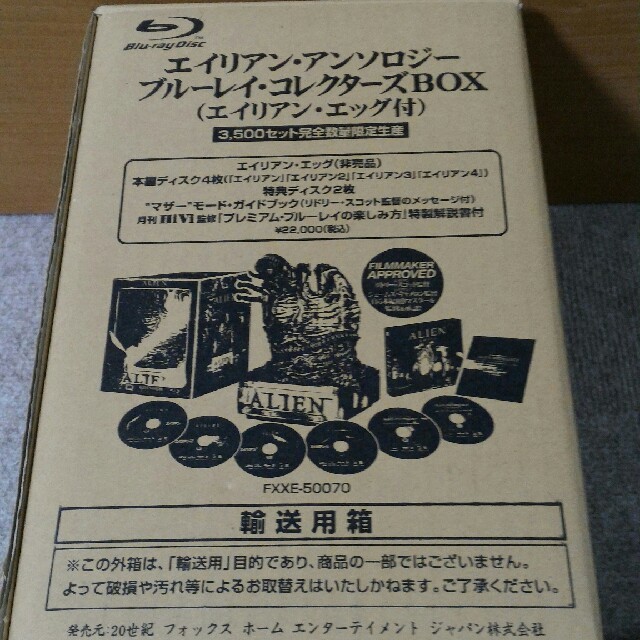 Blu-ray Disc
エイリアン・アンソロジー
ブルーレイ・コレクターズBOX
(エイリアン・エッグ付)
3,500セット完全数量限定生産
エイリアン・エッグ(非売品)
本編ディスク4枚(「エイリアン」「エイリアン2」「エイリアン3」「エイリアン4」)
特典ディスク2枚
"マザー"モード・ガイドブック(リドリー・スコット監督のメッセージ付)
月刊HiVi監修「プレミアム・ブルーレイの楽しみ方」特製解説書付
¥22,000(税込)
FILMMAKER
APPROVED
ALIEN
ALIEN
ALIEN
ALIEN
FXXE-50070
輸送用箱
※この外箱は、「輸送用」目的であり、商品の一部ではございません。
よって破損や汚れ等によるお取替えはいたしかねます。ご了承ください。
発売元:20世紀 フォックス ホーム エンターテイメント ジャパン株式会社